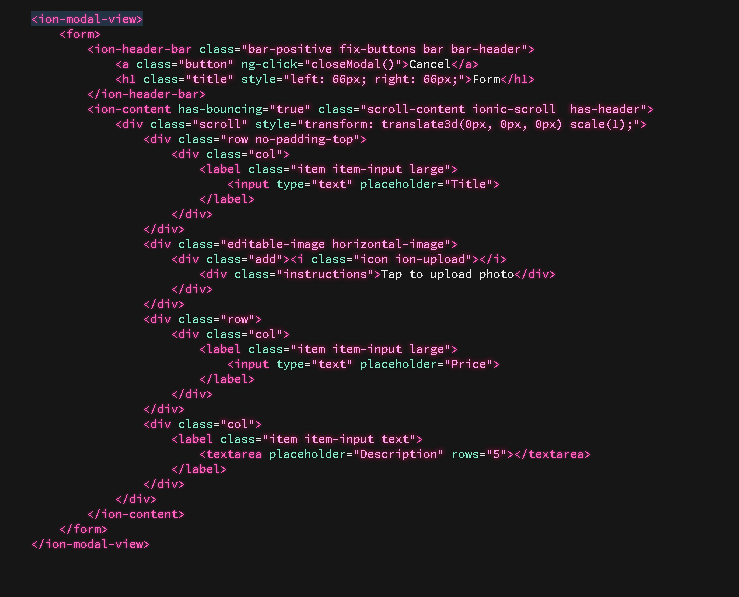 <ion-modal-view>
<form>
<ion-header-bar class="bar-positive fix-buttons bar bar-header">
<a class="button" ng-click="closeModal()">Cancel</a>
<h1 class="title" style="left: 66px; right: 66px;">Form</h1>
</ion-header-bar>
<ion-content has-bouncing="true" class="scroll-content ionic-scroll  has-header">
<div class="scroll" style="transform: translate3d(0px, 0px, 0px) scale(1);">
<div class="row no-padding-top">
<div class="col">
<label class="item item-input large">
<input type="text" placeholder="Title">
</label>
</div>
</div>
<div class="editable-image horizontal-image">
<div class="add"><i class="icon ion-upload"></i>
<div class="instructions">Tap to upload photo</div>
</div>
</div>
<div class="row">
<div class="col">
<label class="item item-input large">
<input type="text" placeholder="Price">
</label>
</div>
</div>
<div class="col">
<label class="item item-input text">
<textarea placeholder="Description" rows="5"></textarea>
</label>
</div>
</div>
</ion-content>
</form>
</ion-modal-view>